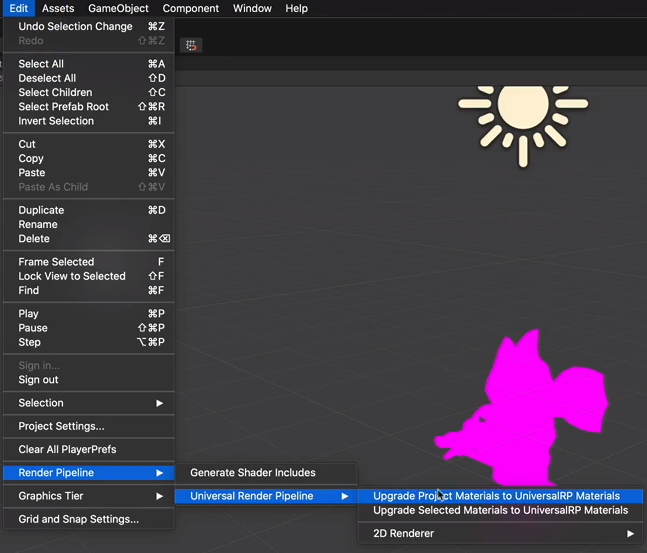 Edit Assets GameObject Component Window Help
Undo Selection Change ⌘Z
Redo ⇧⌘Z
Select All ⌘A
Deselect All ⇧D
Select Children ⇧C
Select Prefab Root ⇧⌘R
Invert Selection ⌘I
Cut ⌘X
Copy ⌘C
Paste ⌘V
Paste As Child ⇧⌘V
Duplicate ⌘D
Rename
Delete ⌘⌫
Frame Selected F
Lock View to Selected ⇧F
Find ⌘F
Play ⌘P
Pause ⇧⌘P
Step ⌥⌘P
Sign in...
Sign out
Selection ▶
Project Settings...
Clear All PlayerPrefs
Render Pipeline ▶
Generate Shader Includes
Graphics Tier ▶
Universal Render Pipeline ▶
Upgrade Project Materials to UniversalRP Materials
Upgrade Selected Materials to UniversalRP Materials
Grid and Snap Settings...
2D Renderer ▶